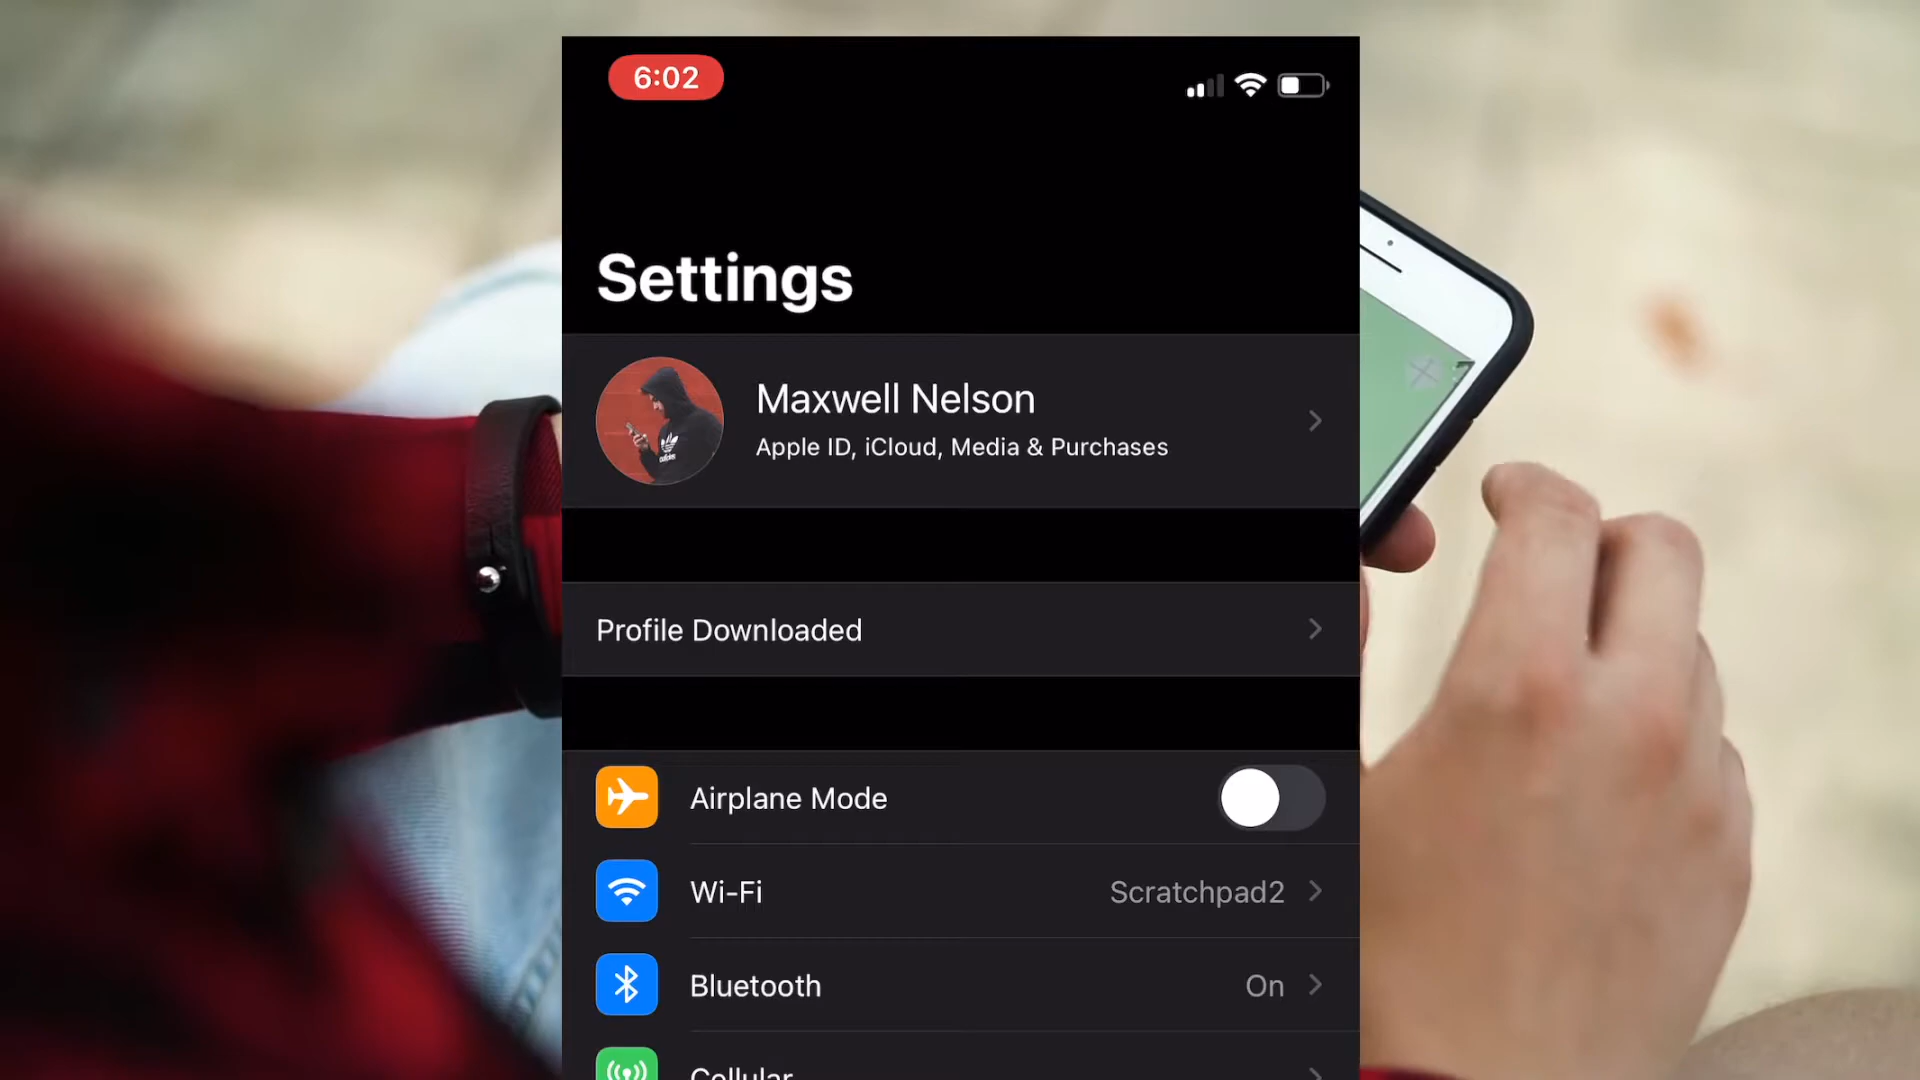 6:02
Settings
Maxwell Nelson
Apple ID, iCloud, Media & Purchases
Profile Downloaded
Airplane Mode
Wi-Fi
Scratchpad2
Bluetooth
On
Cellular